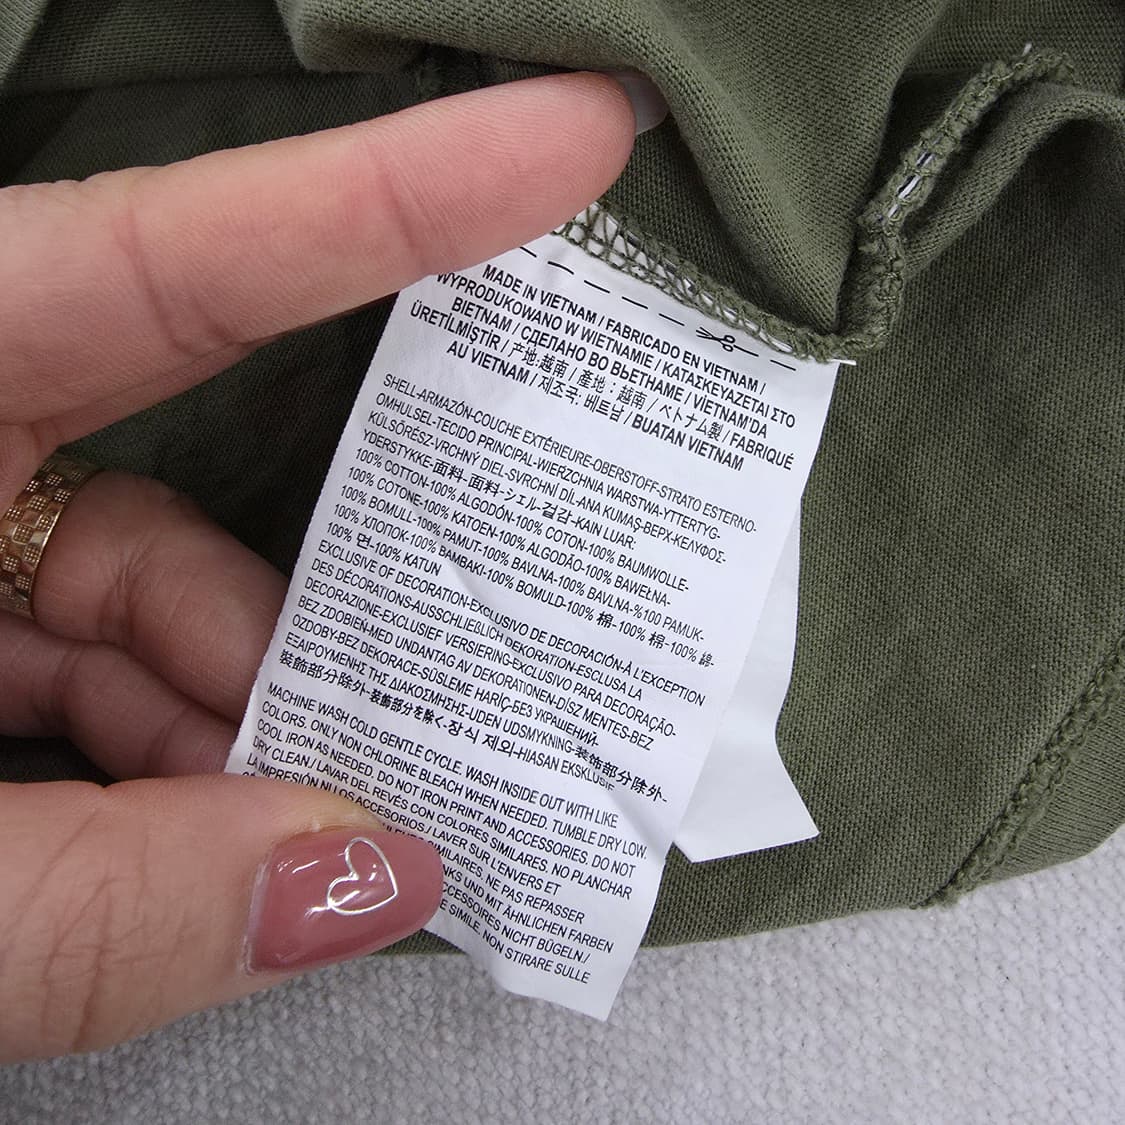 MADE IN VIETNAM / FABRICADO EN VIETNAM /
WYPRODUKOWANO W WIETNAMIE / ΚΑΤΑΣΚΕΥΑΖΕΤΑΙ ΣΤΟ
ΒΙΕΤΝΑΜ / СДЕЛАНО ВО ВЬЕТНАМЕ / VİETNAM'DA
ÜRETİLMİŞTİR / 产地:越南 / 產地：越南 / ベトナム製 / FABRIQUÉ
AU VIETNAM / 제조국: 베트남 / BUATAN VIETNAM
SHELL-ARMAZÓN-COUCHE EXTÉRIEURE-OBERSTOFF-STRATO ESTERNO-
OMHULSEL-TECIDO PRINCIPAL-WIERZCHNIA WARSTWA-YTTERTYG-
KÜLSŐRÉSZ-VRCHNÝ DIEL-SVRCHNÍ DÍL-ANA KUMAŞ-ВЕРХ-ΚΕΛΥΦΟΣ-
YDERSTYKKE-面料-面料-シェル-겉감-KAIN LUAR:
100% COTTON-100% ALGODÓN-100% COTON-100% BAUMWOLLE-
100% COTONE-100% KATOEN-100% ALGODÃO-100% BAWEŁNA-
100% BOMULL-100% PAMUT-100% BAVLNA-100% BAVLNA-%100 PAMUK-
100% ХЛОПОК-100% ΒΑΜΒΑΚΙ-100% BOMULD-100% 棉-100% 棉-100% 綿-
100% 면-100% KATUN
EXCLUSIVE OF DECORATION-EXCLUSIVO DE DECORACIÓN-À L'EXCEPTION
DES DÉCORATIONS-AUSSCHLIEßLICH DEKORATION-ESCLUSA LA
DECORAZIONE-EXCLUSIEF VERSIERING-EXCLUSIVO PARA DECORAÇÃO-
BEZ ZDOBIEŃ-MED UNDANTAG AV DEKORATIONEN-DÍSZ MENTES-BEZ
OZDOBY-BEZ DEKORACE-SÜSLEME HARİÇ-БЕЗ УКРАШЕНИЙ-
ΕΞΑΙΡΟΥΜΕΝΗΣ ΤΗΣ ΔΙΑΚΟΣΜΗΣΗΣ-UDEN UDSMYKNING-装饰部分除外-
裝飾部分除外-装飾部分を除く-장식 제외-HIASAN EKSKLUSIF
MACHINE WASH COLD GENTLE CYCLE. WASH INSIDE OUT WITH LIKE
COLORS. ONLY NON CHLORINE BLEACH WHEN NEEDED. TUMBLE DRY LOW.
COOL IRON AS NEEDED. DO NOT IRON PRINT AND ACCESSORIES. DO NOT
DRY CLEAN./ LAVAR DEL REVÉS CON COLORES SIMILARES. NO PLANCHAR
LA IMPRESIÓN NI LOS ACCESORIOS./ LAVER SUR L'ENVERS ET
SIMILAIRES, NE PAS REPASSER
UND MIT ÄHNLICHEN FARBEN
ACCESSOIRES NICHT BÜGELN./
SIMILE. NON STIRARE SULLE